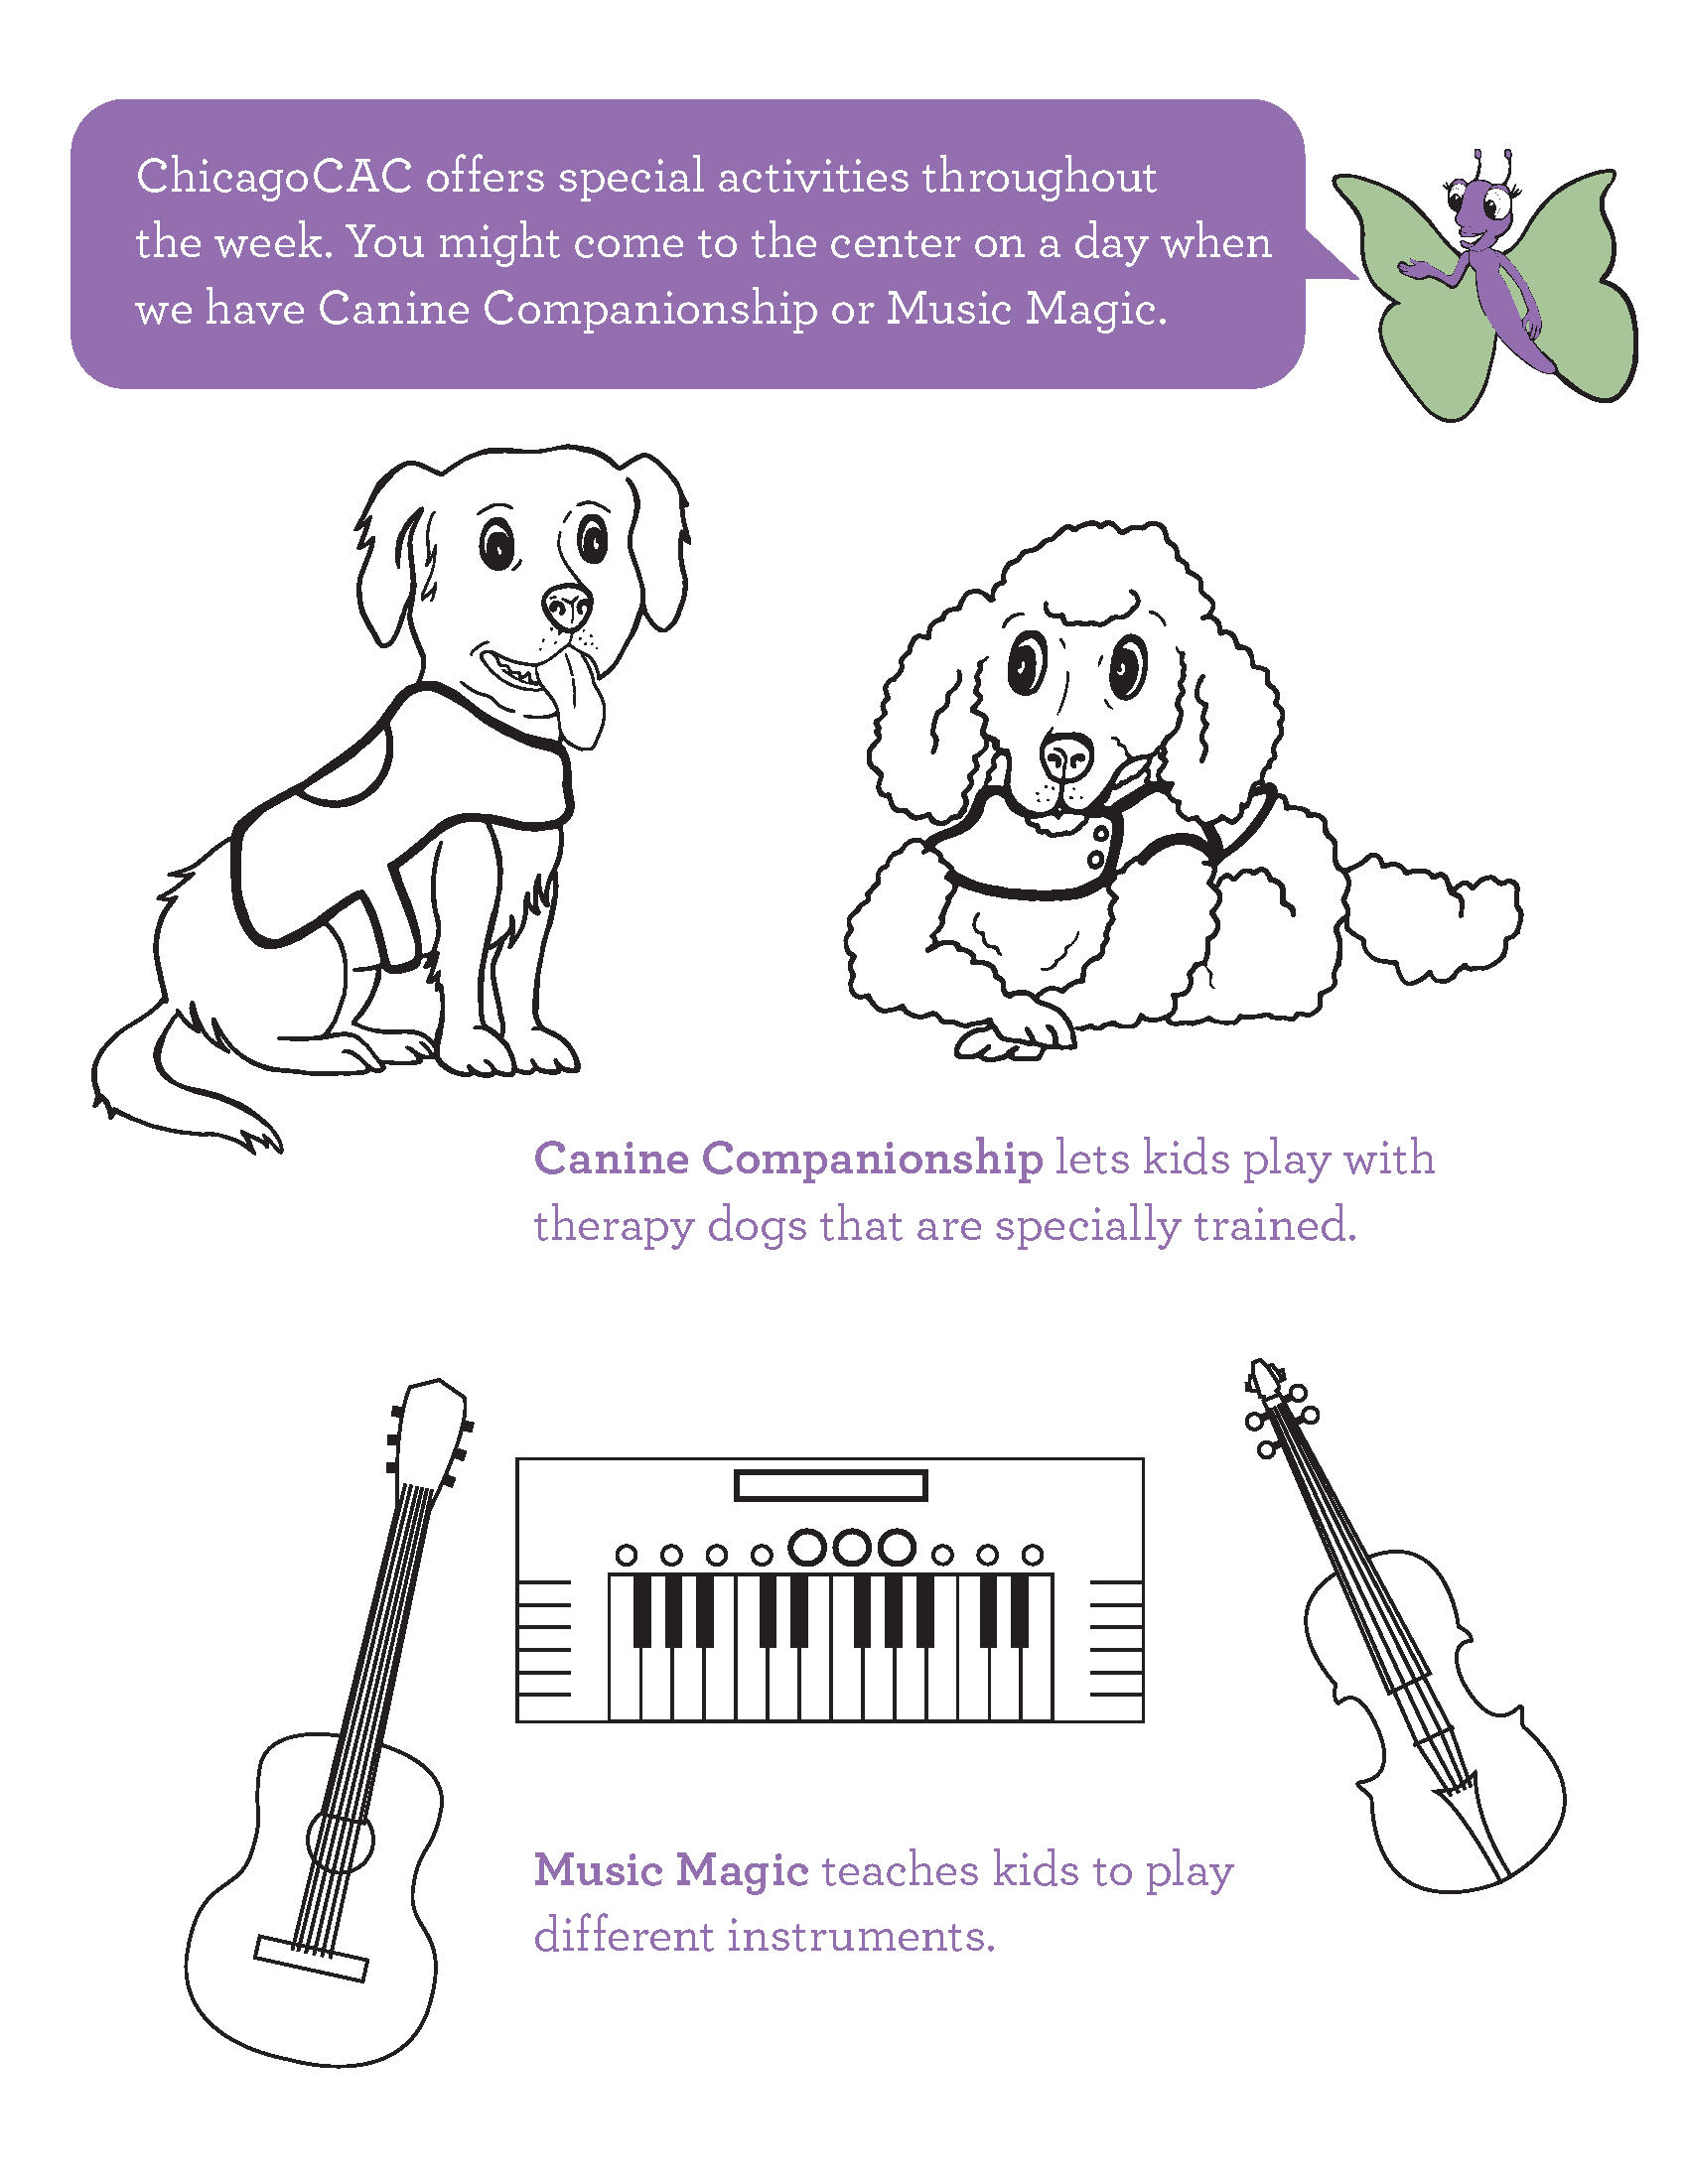 ChicagoCAC offers special activities throughout
the week. You might come to the center on a day when
we have Canine Companionship or Music Magic.
Canine Companionship lets kids play with
therapy dogs that are specially trained.
Music Magic teaches kids to play
different instruments.